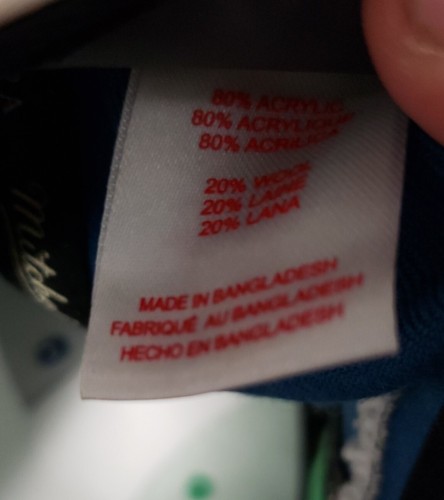 80% ACRYLIC
80% ACRYLIQUE
80% ACRILICO
20% WOOL
20% LAINE
20% LANA
MADE IN BANGLADESH
FABRIQUÉ AU BANGLADESH
HECHO EN BANGLADESH